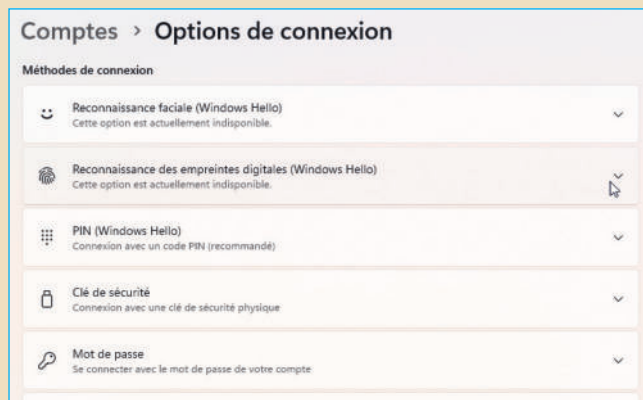 Comptes > Options de connexion
Méthodes de connexion
Reconnaissance faciale (Windows Hello)
Cette option est actuellement indisponible.
Reconnaissance des empreintes digitales (Windows Hello)
Cette option est actuellement indisponible.
PIN (Windows Hello)
Connexion avec un code PIN (recommandé)
Clé de sécurité
Connexion avec une clé de sécurité physique
Mot de passe
Se connecter avec le mot de passe de votre compte